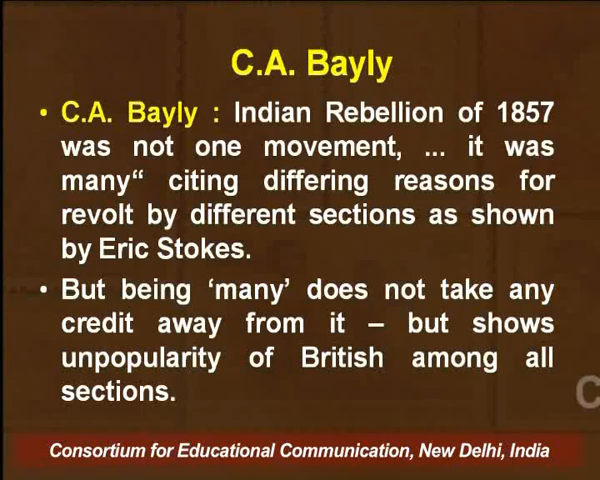 C.A. Bayly
• C.A. Bayly : Indian Rebellion of 1857
was not one movement, ... it was
many“ citing differing reasons for
revolt by different sections as shown
by Eric Stokes.
• But being ‘many’ does not take any
credit away from it – but shows
unpopularity of British among all
sections.
C
Consortium for Educational Communication, New Delhi, India